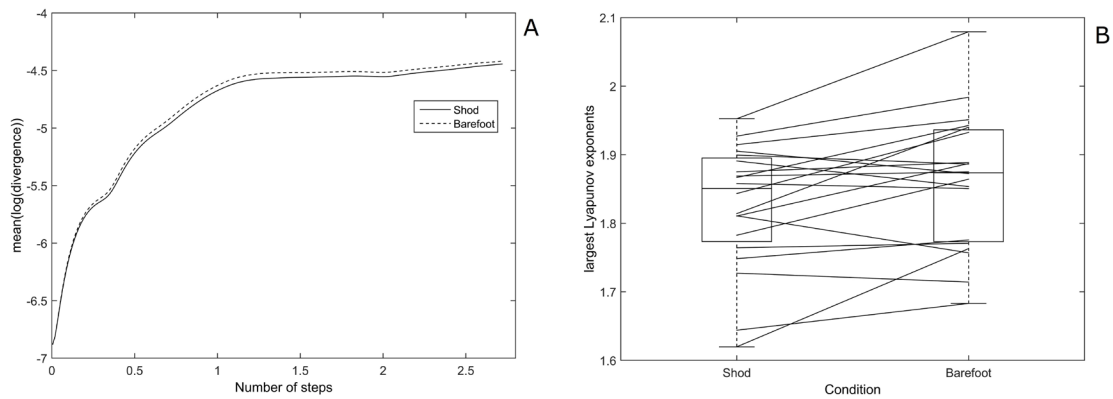 A
mean(log(divergence))
-4
-4.5
-5
-5.5
-6
-6.5
-7
Shod
Barefoot
0
0.5
1
1.5
2
2.5
Number of steps
B
largest Lyapunov exponents
2.1
2
1.9
1.8
1.7
1.6
Shod
Barefoot
Condition